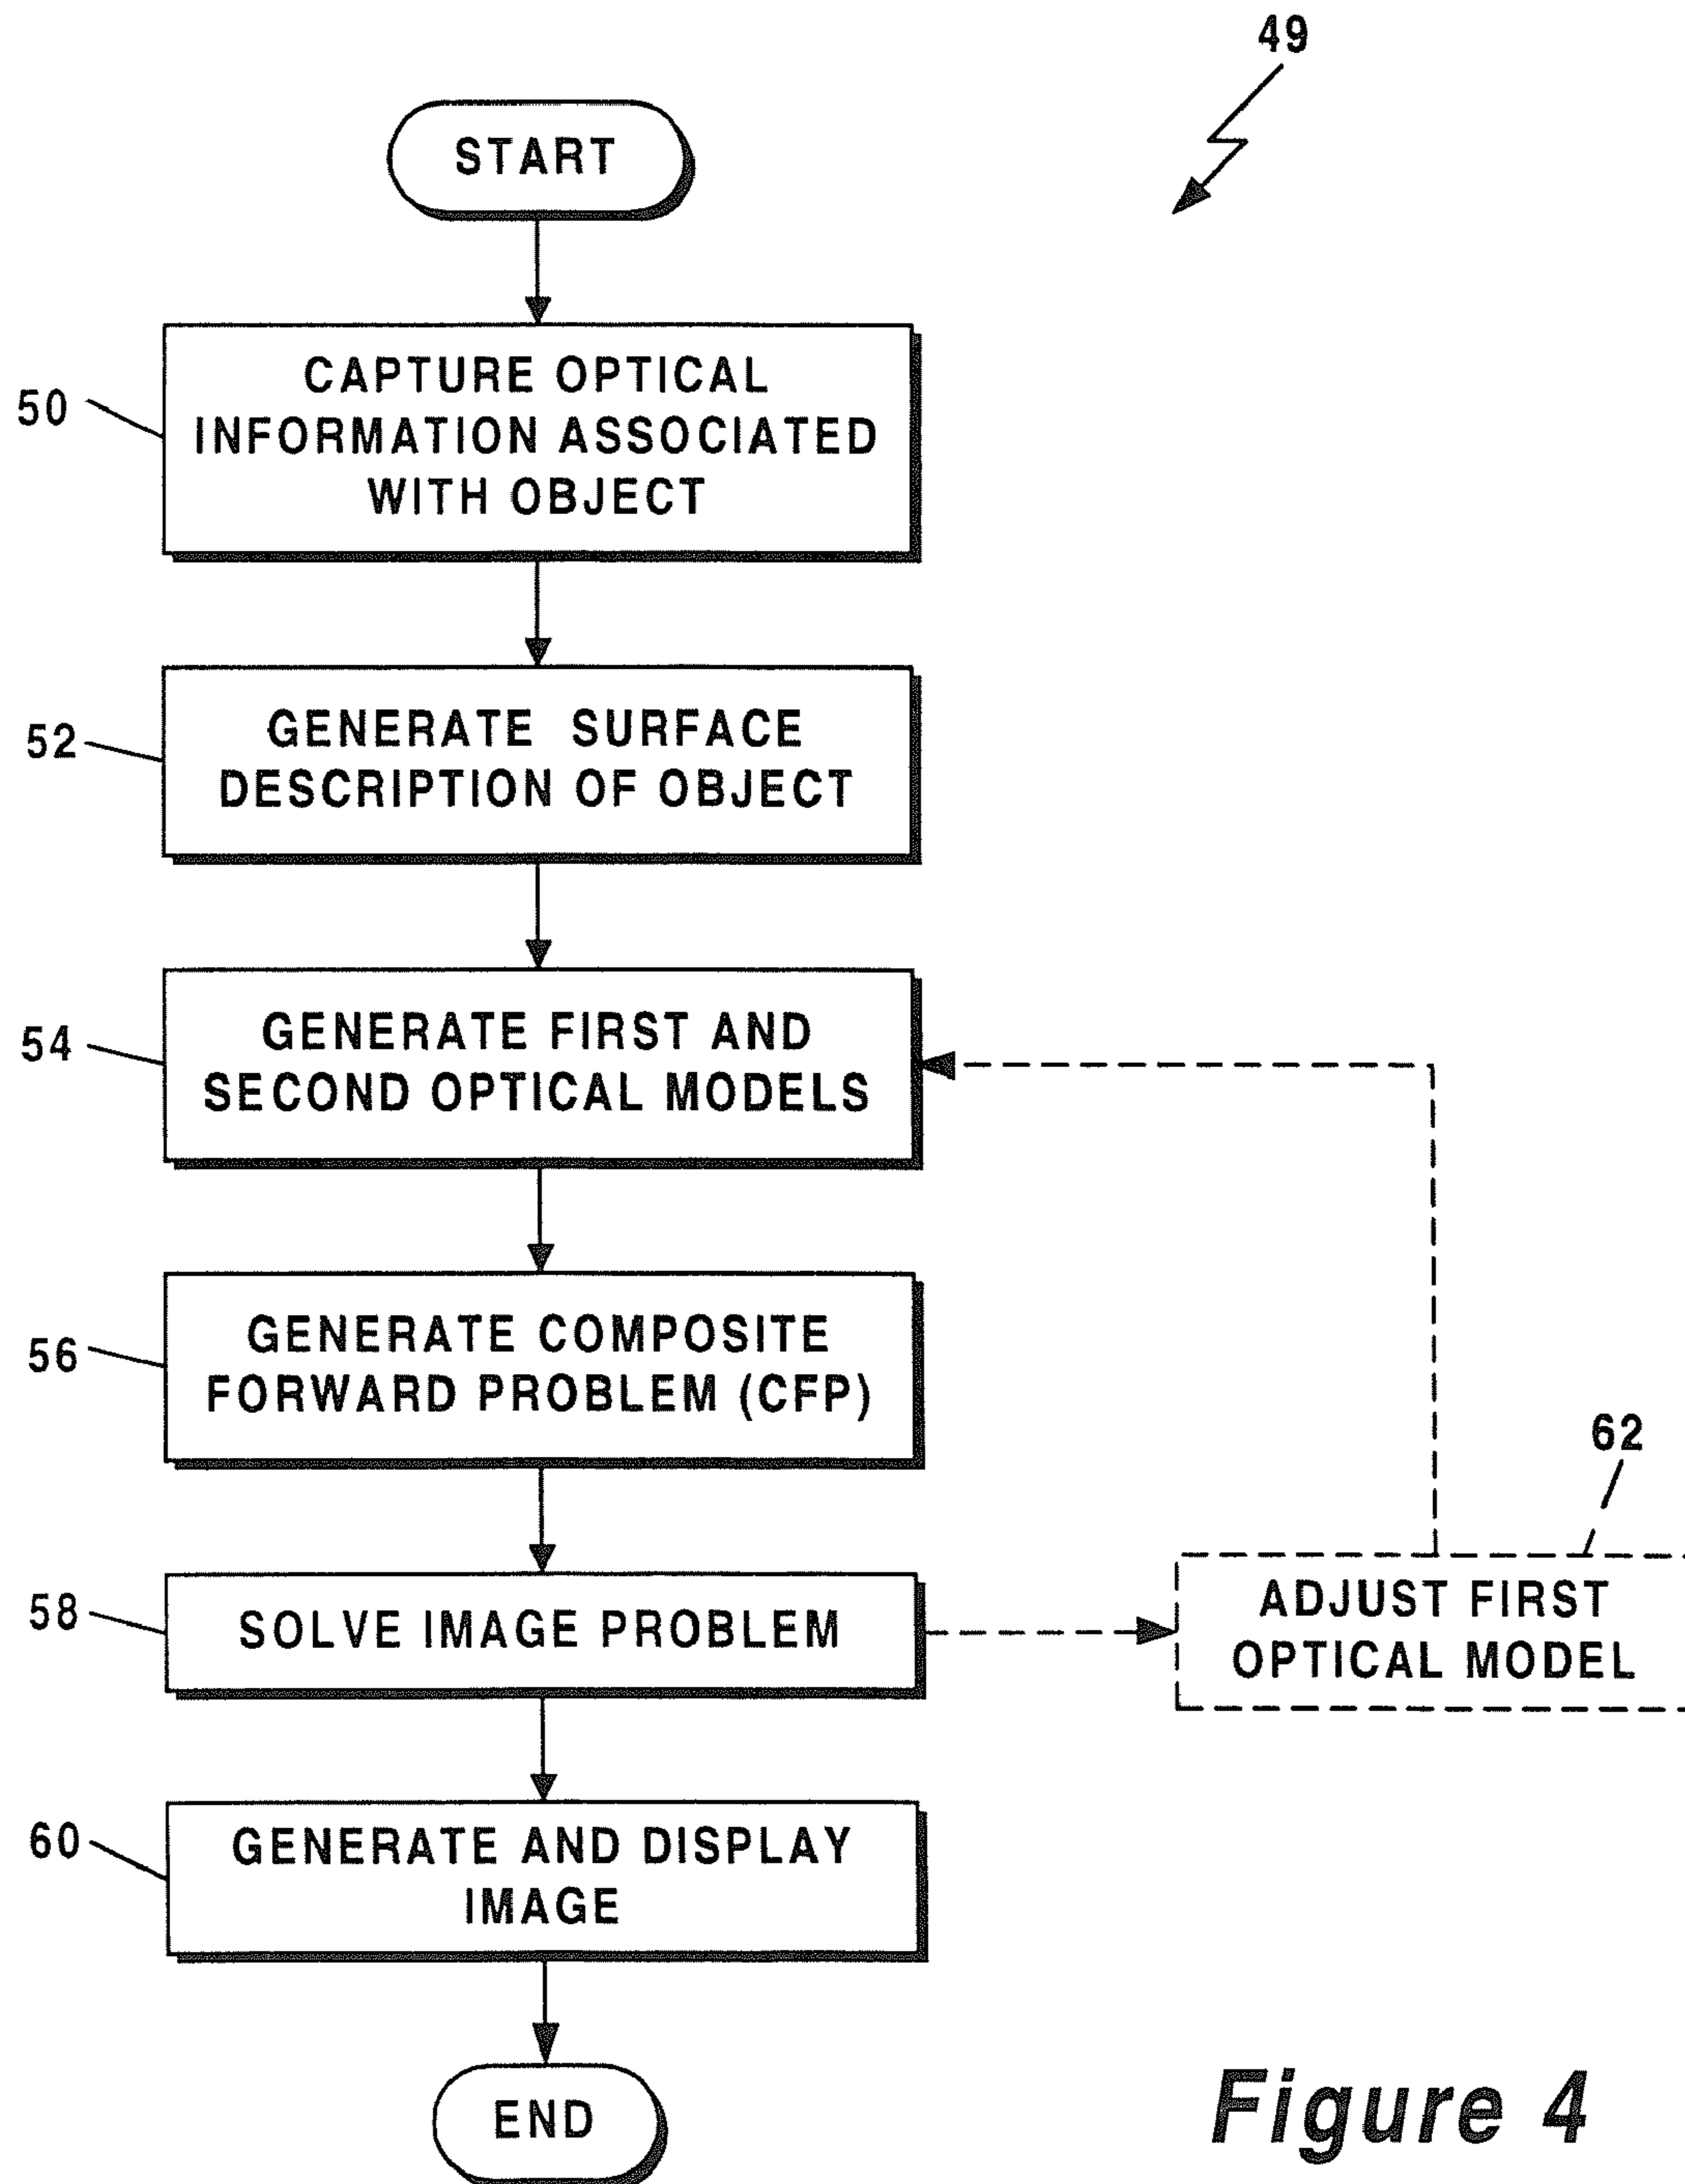 49
START
50
CAPTURE OPTICAL
INFORMATION ASSOCIATED
WITH OBJECT
52
GENERATE SURFACE
DESCRIPTION OF OBJECT
54
GENERATE FIRST AND
SECOND OPTICAL MODELS
56
GENERATE COMPOSITE
FORWARD PROBLEM (CFP)
62
58
SOLVE IMAGE PROBLEM
ADJUST FIRST
OPTICAL MODEL
60
GENERATE AND DISPLAY
IMAGE
END
Figure 4